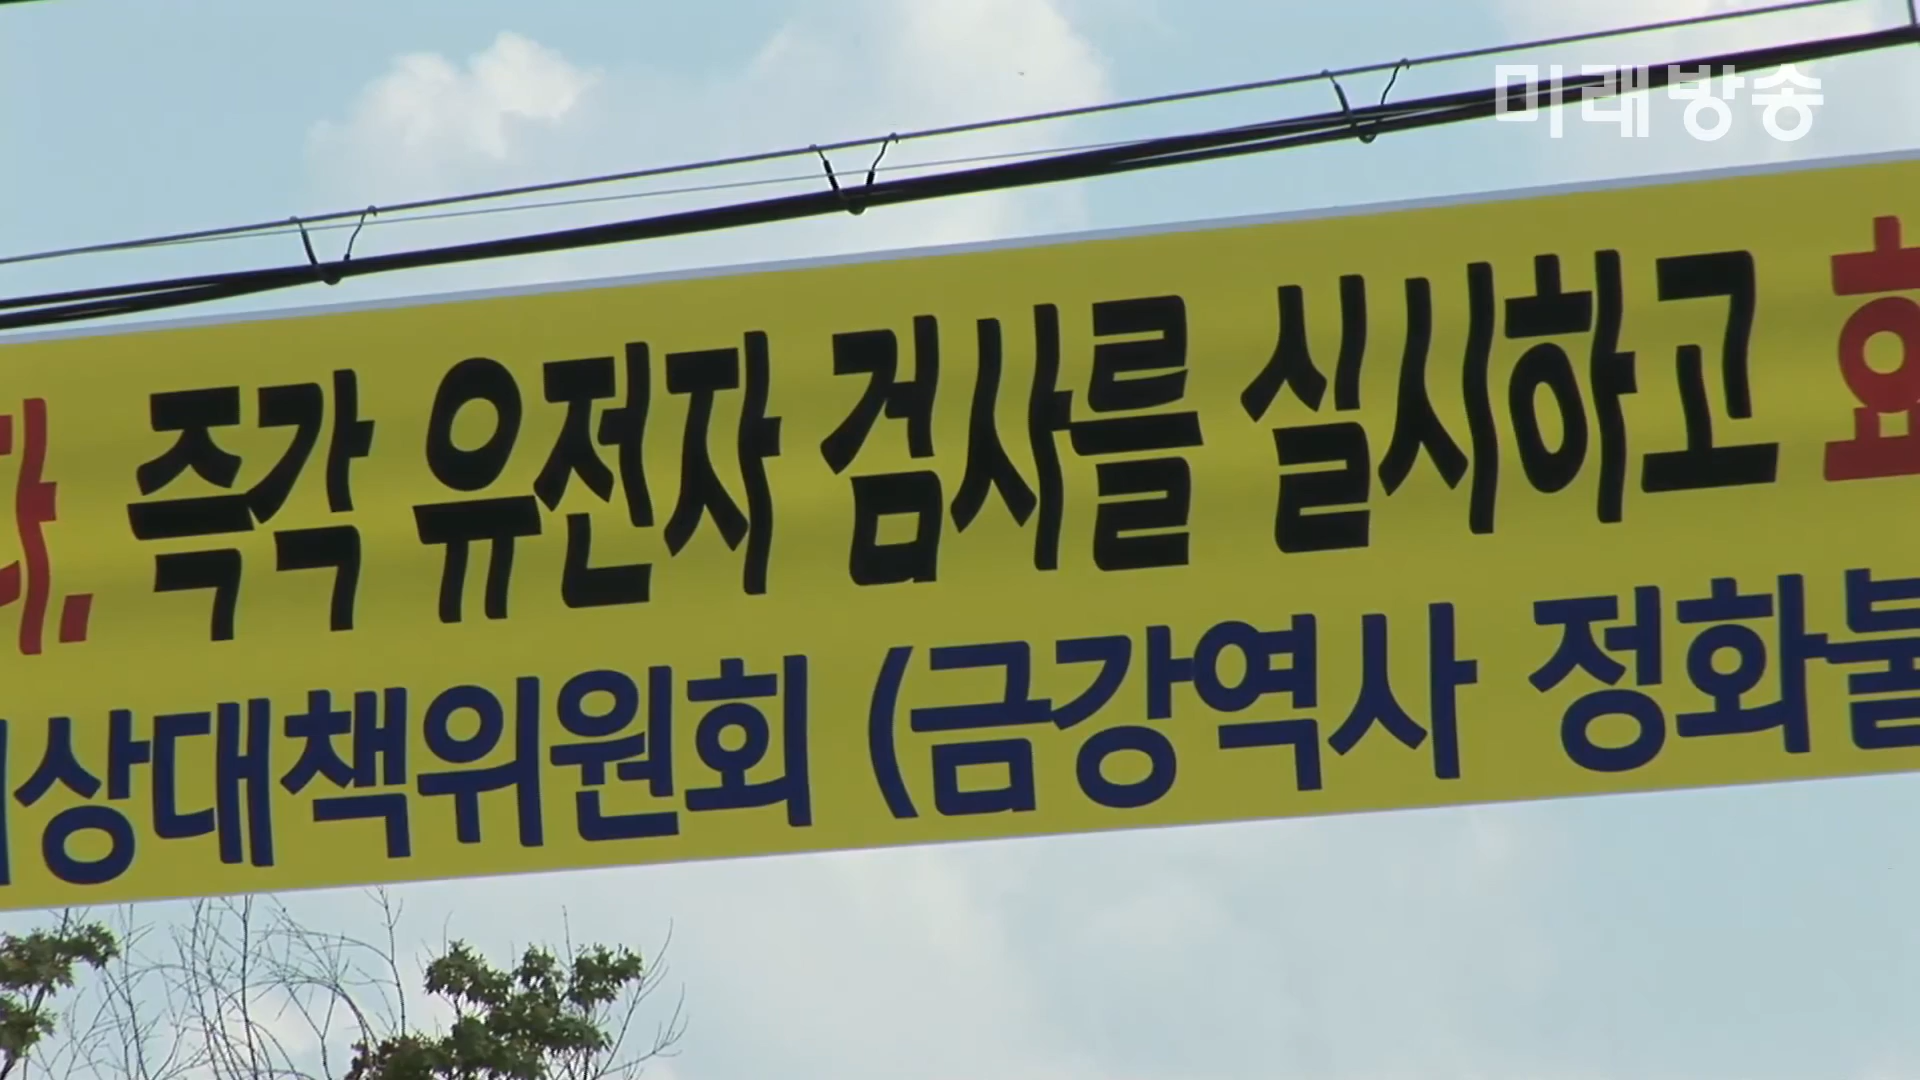 미래방송
다. 즉각 유전자 검사를 실시하고
상대책위원회 (금강역사 정화불